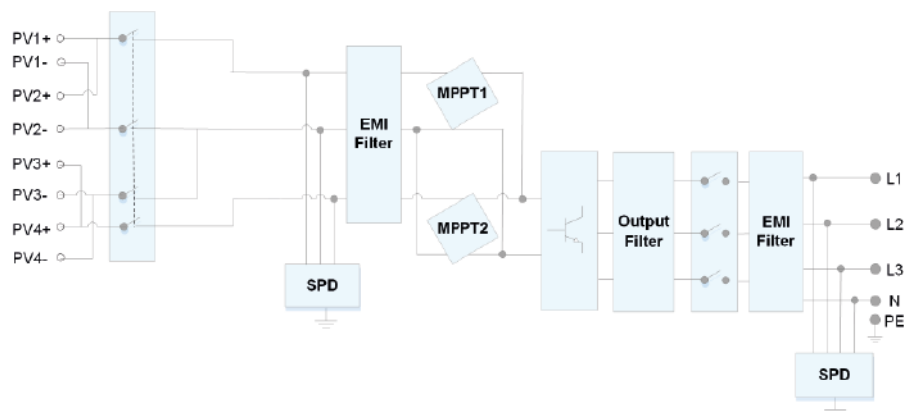 PV1+
PV1-
PV2+
PV2-
PV3+
PV3-
PV4+
PV4-
EMI
Filter
MPPT1
MPPT2
SPD
Output
Filter
EMI
Filter
L1
L2
L3
N
PE
SPD